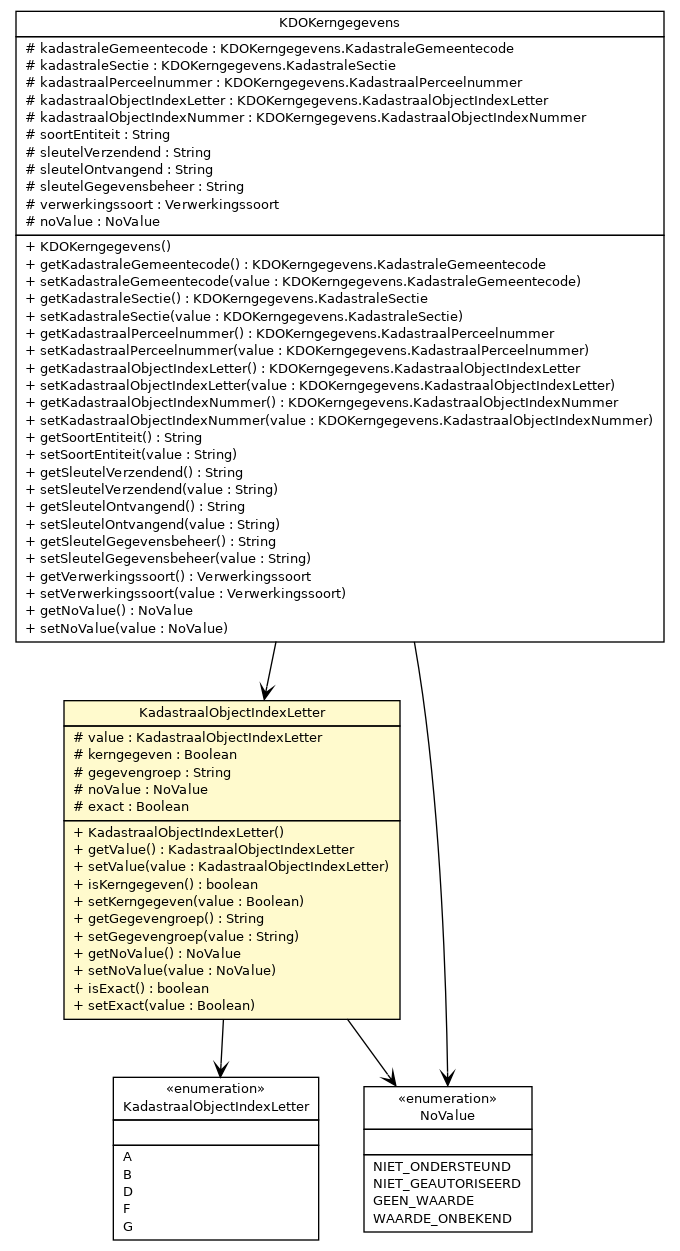 KDOKerngegevens
# kadastraleGemeentecode : KDOKerngegevens.KadastraleGemeentecode
# kadastraleSectie : KDOKerngegevens.KadastraleSectie
# kadastraalPerceelnummer : KDOKerngegevens.KadastraalPerceelnummer
# kadastraalObjectIndexLetter : KDOKerngegevens.KadastraalObjectIndexLetter
# kadastraalObjectIndexNummer : KDOKerngegevens.KadastraalObjectIndexNummer
# soortEntiteit : String
# sleutelVerzendend : String
# sleutelOntvangend : String
# sleutelGegevensbeheer : String
# verwerkingssoort : Verwerkingssoort
# noValue : NoValue
+ KDOKerngegevens()
+ getKadastraleGemeentecode() : KDOKerngegevens.KadastraleGemeentecode
+ setKadastraleGemeentecode(value : KDOKerngegevens.KadastraleGemeentecode)
+ getKadastraleSectie() : KDOKerngegevens.KadastraleSectie
+ setKadastraleSectie(value : KDOKerngegevens.KadastraleSectie)
+ getKadastraalPerceelnummer() : KDOKerngegevens.KadastraalPerceelnummer
+ setKadastraalPerceelnummer(value : KDOKerngegevens.KadastraalPerceelnummer)
+ getKadastraalObjectIndexLetter() : KDOKerngegevens.KadastraalObjectIndexLetter
+ setKadastraalObjectIndexLetter(value : KDOKerngegevens.KadastraalObjectIndexLetter)
+ getKadastraalObjectIndexNummer() : KDOKerngegevens.KadastraalObjectIndexNummer
+ setKadastraalObjectIndexNummer(value : KDOKerngegevens.KadastraalObjectIndexNummer)
+ getSoortEntiteit() : String
+ setSoortEntiteit(value : String)
+ getSleutelVerzendend() : String
+ setSleutelVerzendend(value : String)
+ getSleutelOntvangend() : String
+ setSleutelOntvangend(value : String)
+ getSleutelGegevensbeheer() : String
+ setSleutelGegevensbeheer(value : String)
+ getVerwerkingssoort() : Verwerkingssoort
+ setVerwerkingssoort(value : Verwerkingssoort)
+ getNoValue() : NoValue
+ setNoValue(value : NoValue)
KadastraalObjectIndexLetter
# value : KadastraalObjectIndexLetter
# kerngegeven : Boolean
# gegevengroep : String
# noValue : NoValue
# exact : Boolean
+ KadastraalObjectIndexLetter()
+ getValue() : KadastraalObjectIndexLetter
+ setValue(value : KadastraalObjectIndexLetter)
+ isKerngegeven() : boolean
+ setKerngegeven(value : Boolean)
+ getGegevengroep() : String
+ setGegevengroep(value : String)
+ getNoValue() : NoValue
+ setNoValue(value : NoValue)
+ isExact() : boolean
+ setExact(value : Boolean)
«enumeration»
KadastraalObjectIndexLetter
A
B
D
F
G
«enumeration»
NoValue
NIET_ONDERSTEUND
NIET_GEAUTORISEERD
GEEN_WAARDE
WAARDE_ONBEKEND